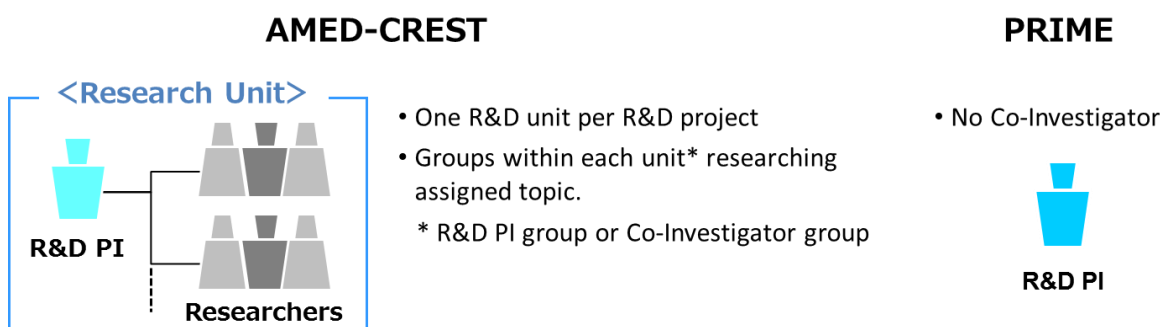 AMED-CREST
<Research Unit>
R&D PI
Researchers
• One R&D unit per R&D project
• Groups within each unit* researching
assigned topic.
* R&D PI group or Co-Investigator group
PRIME
• No Co-Investigator
R&D PI